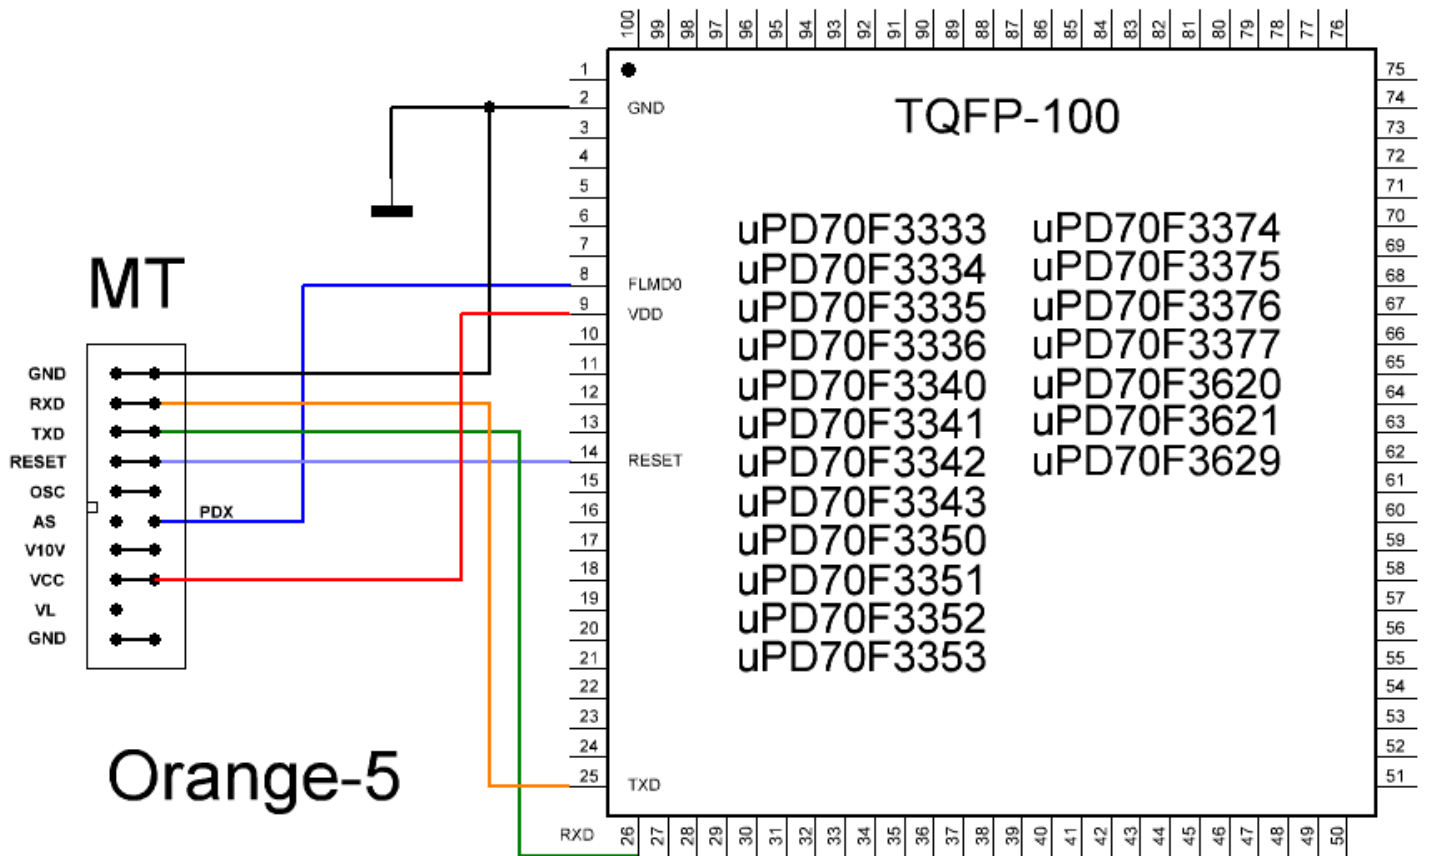 100 99 98 97 96 95 94 93 92 91 90 89 88 87 86 85 84 83 82 81 80 79 78 77 76
1 75
2 GND TQFP-100 74
3 73
4 72
5 71
6 uPD70F3333 uPD70F3374 70
7 69
8 FLMD0 uPD70F3334 uPD70F3375 68
9 VDD uPD70F3335 uPD70F3376 67
10 uPD70F3336 uPD70F3377 66
11 65
12 uPD70F3340 uPD70F3620 64
13 uPD70F3341 uPD70F3621 63
14 RESET uPD70F3342 uPD70F3629 62
15 61
16 uPD70F3343 60
17 uPD70F3350 59
18 uPD70F3351 58
19 uPD70F3352 57
20 56
21 uPD70F3353 55
22 54
23 53
24 52
25 TXD 51
RXD 26 27 28 29 30 31 32 33 34 35 36 37 38 39 40 41 42 43 44 45 46 47 48 49 50
MT
GND
RXD
TXD
RESET
OSC
AS PDX
V10V
VCC
VL
GND
Orange-5